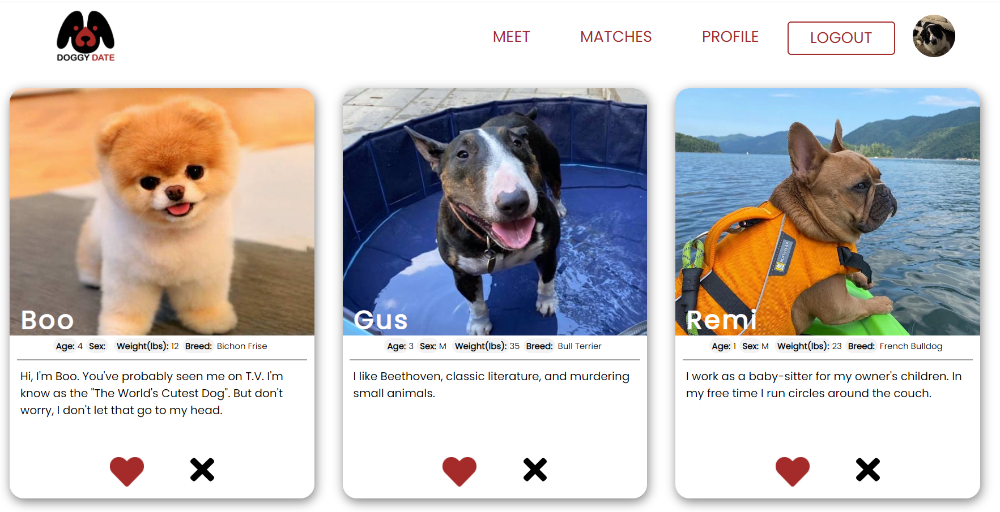 DOGGY DATE
MEET
MATCHES
PROFILE
LOGOUT
Boo
Age: 4 Sex: Weight(lbs): 12 Breed: Bichon Frise
Hi, I'm Boo. You've probably seen me on T.V. I'm
know as the "The World's Cutest Dog". But don't
worry, I don't let that go to my head.
Gus
Age: 3 Sex: M Weight(lbs): 35 Breed: Bull Terrier
I like Beethoven, classic literature, and murdering
small animals.
RUFFWEAR
Remi
Age: 1 Sex: M Weight(lbs): 23 Breed: French Bulldog
I work as a baby-sitter for my owner's children. In
my free time I run circles around the couch.